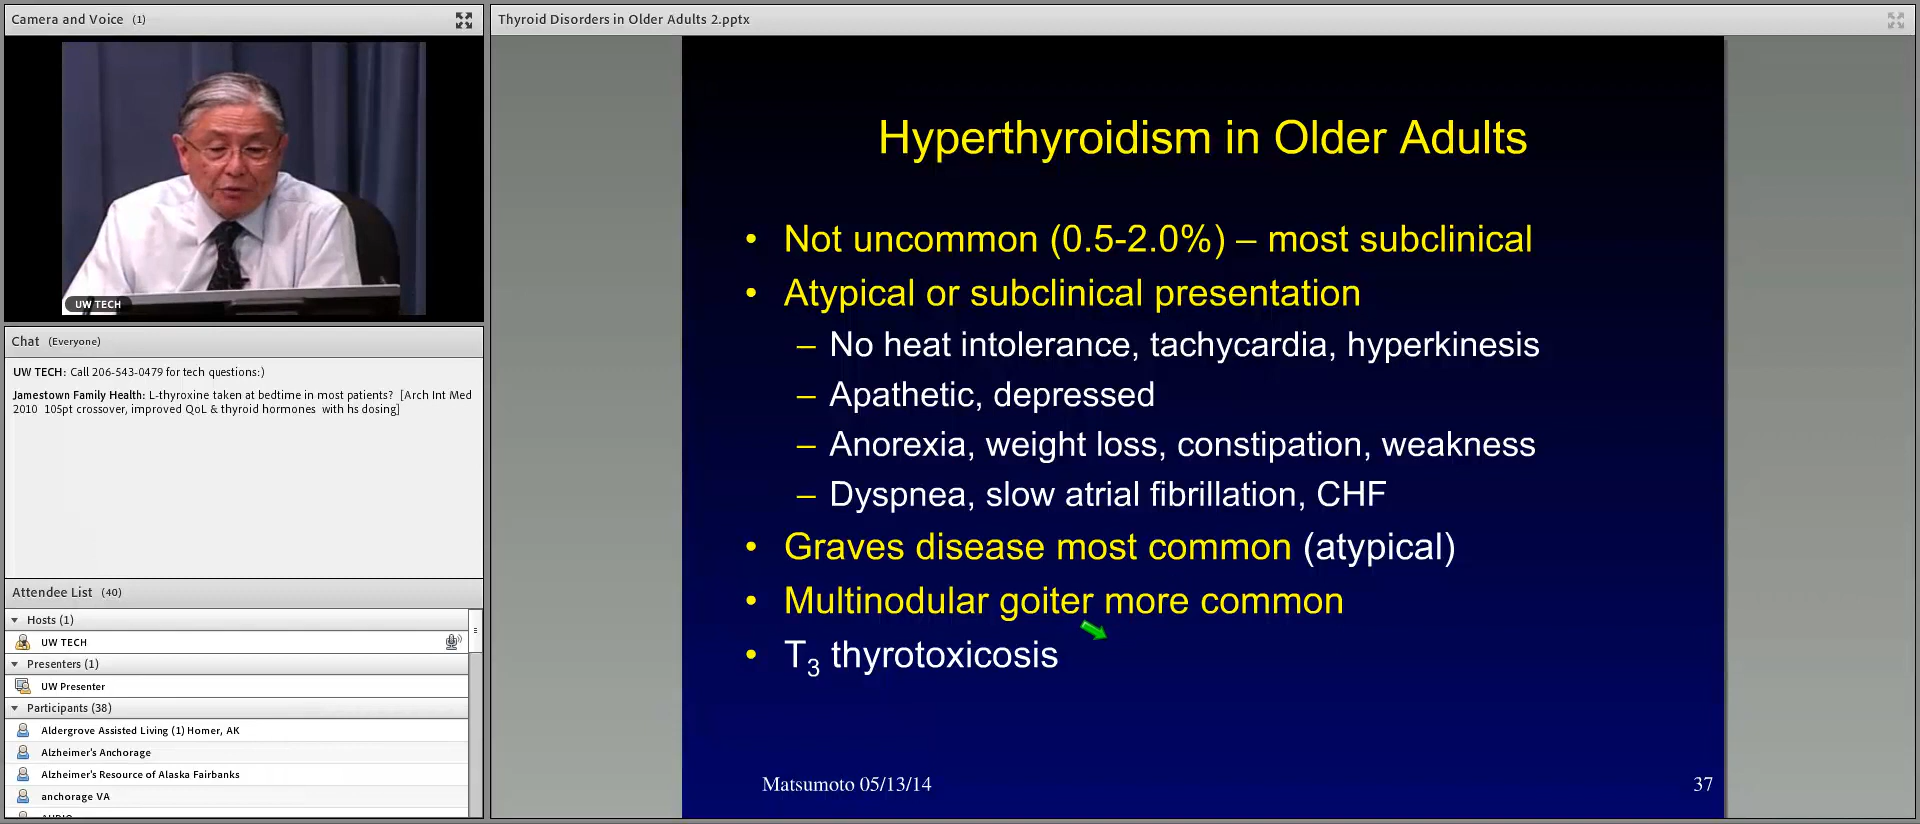 Camera and Voice (1)
UW TECH
Chat (Everyone)
UW TECH: Call 206-543-0479 for tech questions:)
Jamestown Family Health: L-thyroxine taken at bedtime in most patients? [Arch Int Med
2010 105pt crossover, improved QoL & thyroid hormones with hs dosing]
Attendee List (40)
Hosts (1)
UW TECH
Presenters (1)
UW Presenter
Participants (38)
Aldergrove Assisted Living (1) Homer, AK
Alzheimer's Anchorage
Alzheimer's Resource of Alaska Fairbanks
anchorage VA
Thyroid Disorders in Older Adults 2.pptx
Hyperthyroidism in Older Adults
• Not uncommon (0.5-2.0%) – most subclinical
• Atypical or subclinical presentation
– No heat intolerance, tachycardia, hyperkinesis
– Apathetic, depressed
– Anorexia, weight loss, constipation, weakness
– Dyspnea, slow atrial fibrillation, CHF
• Graves disease most common (atypical)
• Multinodular goiter more common
• T3 thyrotoxicosis
Matsumoto 05/13/14
37